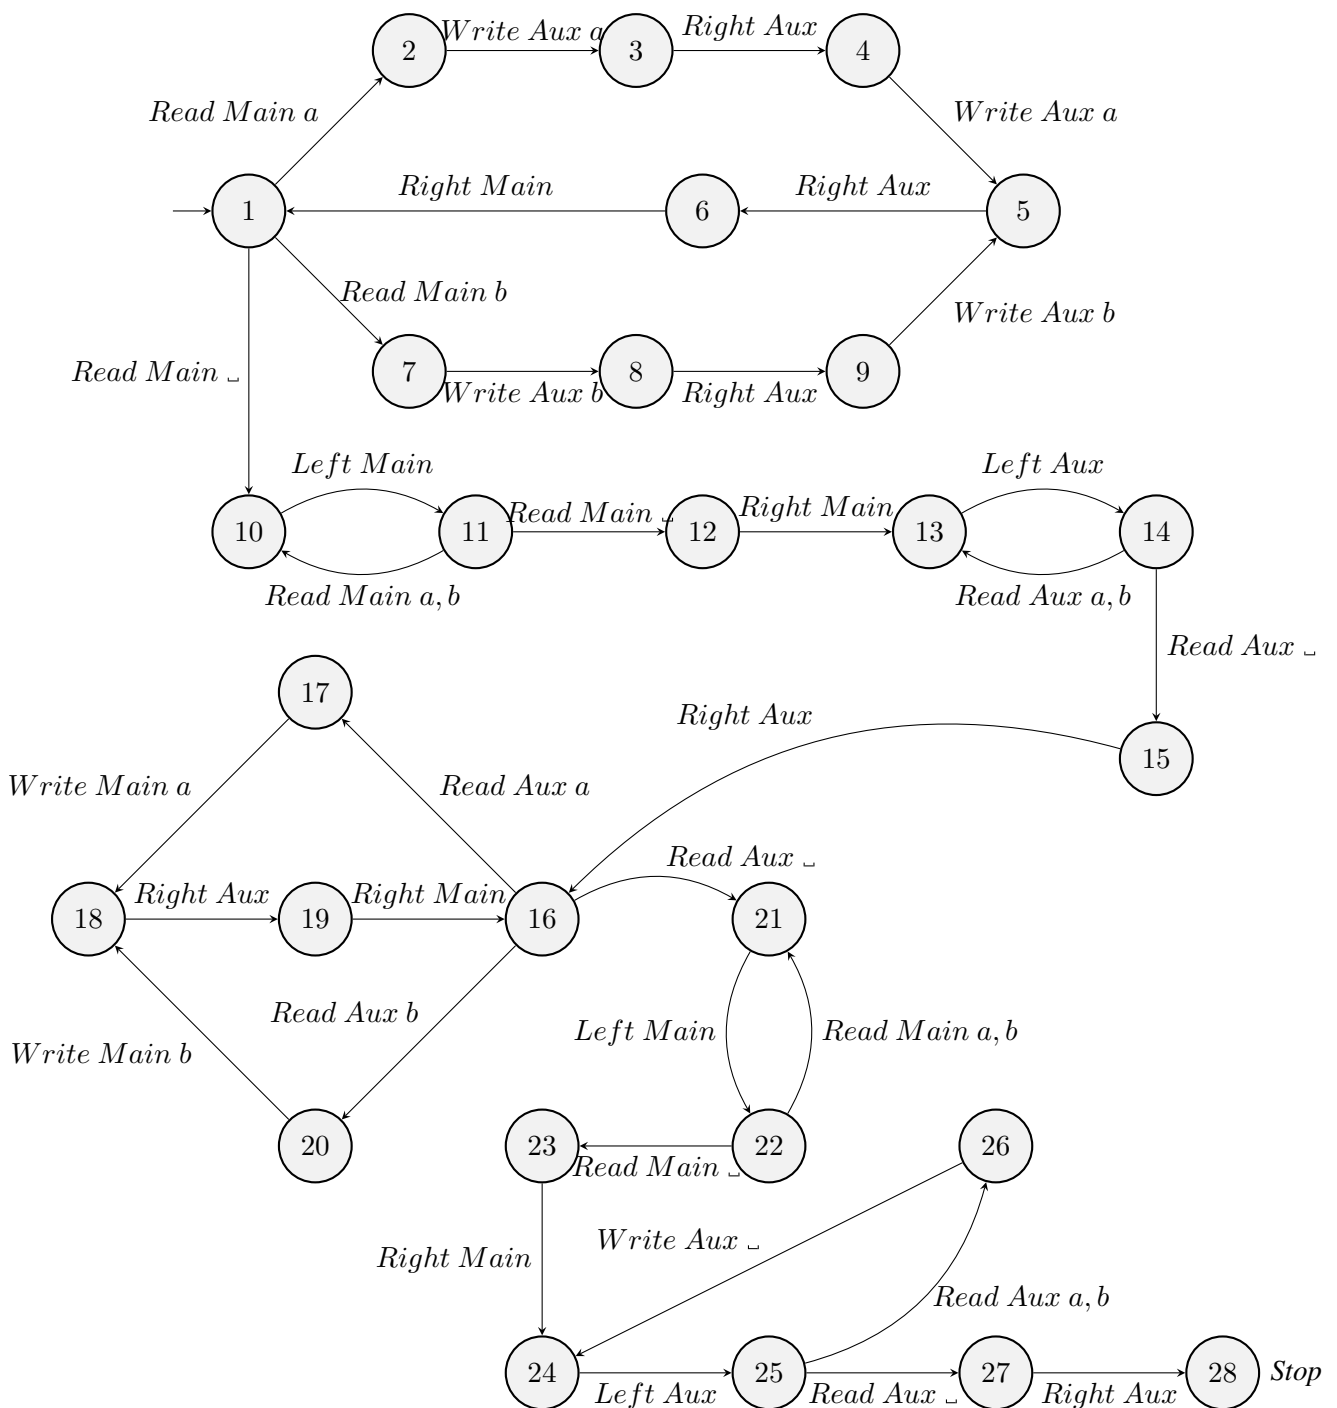 2 Write Aux a 3 Right Aux 4
Read Main a Write Aux a
1 Right Main 6 Right Aux 5
Read Main b
Write Aux b
Read Main ␣ 7 Write Aux b 8 Right Aux 9
Left Main Left Aux
10 11 Read Main ␣ 12 Right Main 13 14
Read Main a, b Read Aux a, b
Read Aux ␣
17
Right Aux
15
Write Main a Read Aux a
Read Aux ␣
18 Right Aux 19 Right Main 16 21
Read Aux b
Left Main Read Main a, b
Write Main b
20 23 Read Main ␣ 22 26
Write Aux ␣
Right Main
Read Aux a, b
24 Left Aux 25 Read Aux ␣ 27 Right Aux 28 Stop